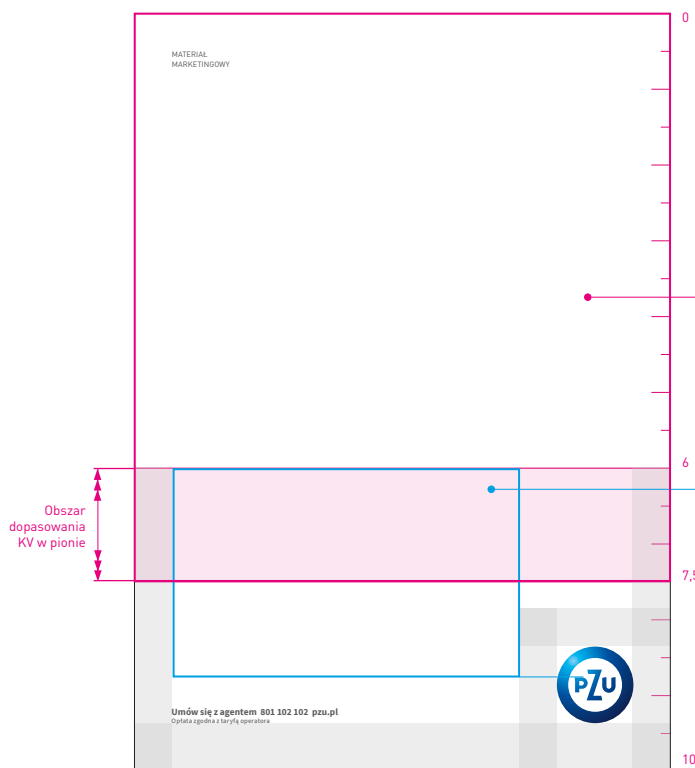 0
MATERIAŁ
MARKETINGOWY
6
Obszar
dopasowania
KV w pionie
7,5
PZU
Umów się z agentem 801 102 102 pzu.pl
Opłata zgodna z taryfą operatora
10